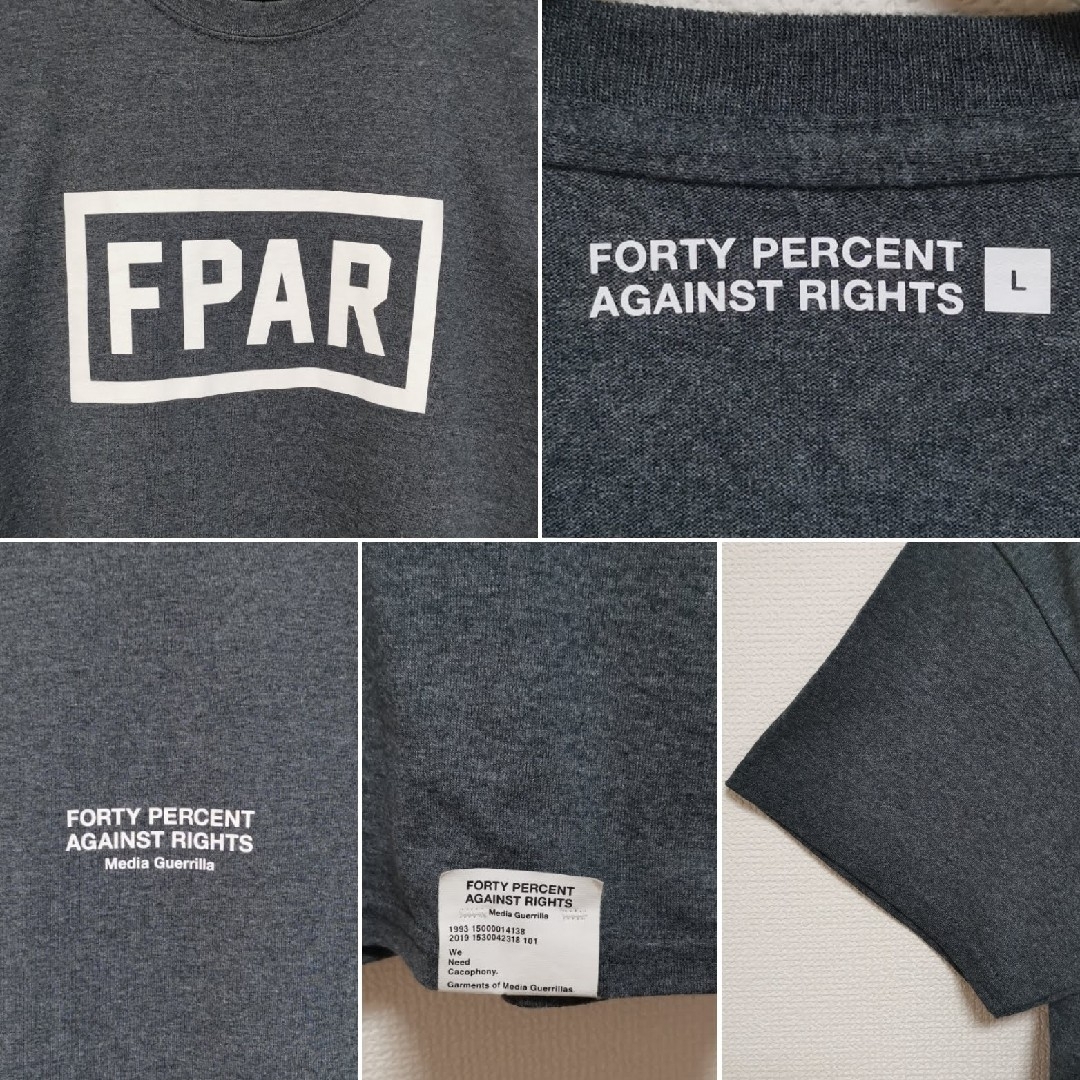 FPAR
FORTY PERCENT
AGAINST RIGHTS
L
FORTY PERCENT
AGAINST RIGHTS
Media Guerrilla
FORTY PERCENT
AGAINST RIGHTS
Media Guerrilla
1993 15000014138
2019 1530042318 101
We
Need
Cacophony.
Garments of Media Guerrillas.